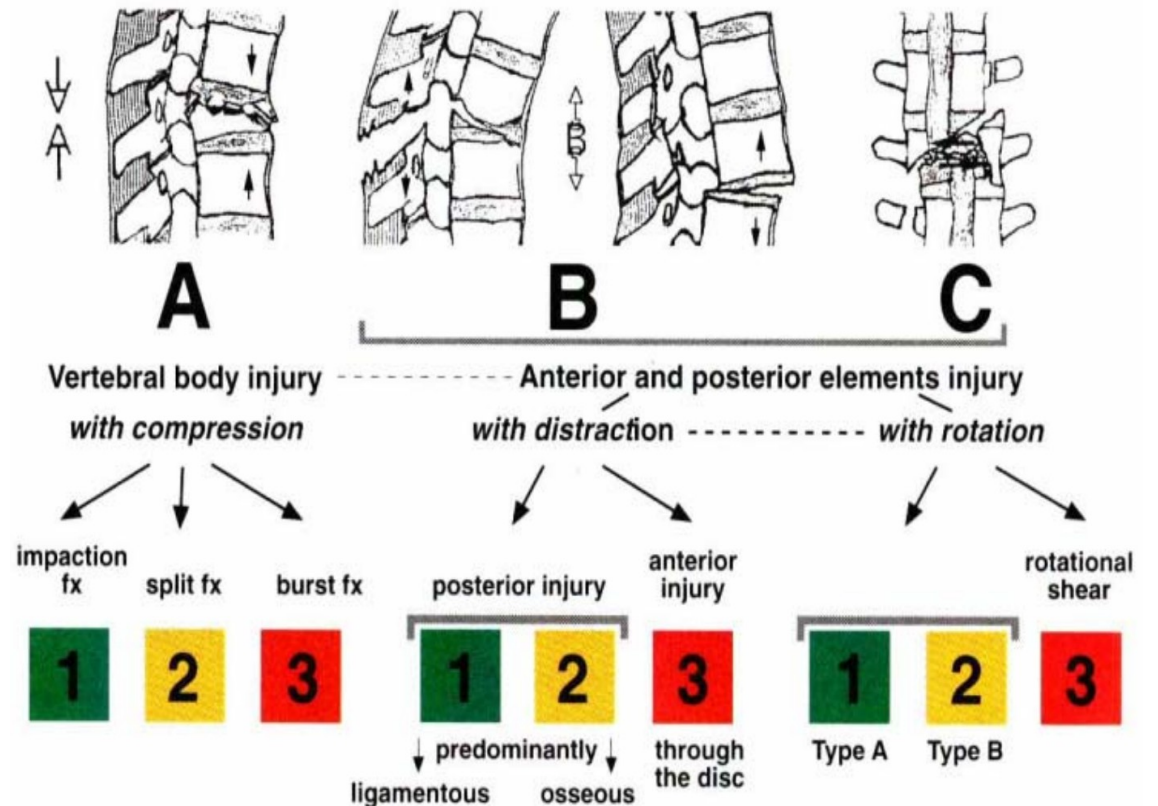 B
A B C
Vertebral body injury Anterior and posterior elements injury
with compression with distraction with rotation
impaction
fx
split fx
burst fx
posterior injury
anterior
injury
rotational
shear
1 2 3 1 2 3 1 2 3
predominantly
ligamentous osseous
through
the disc
Type A Type B